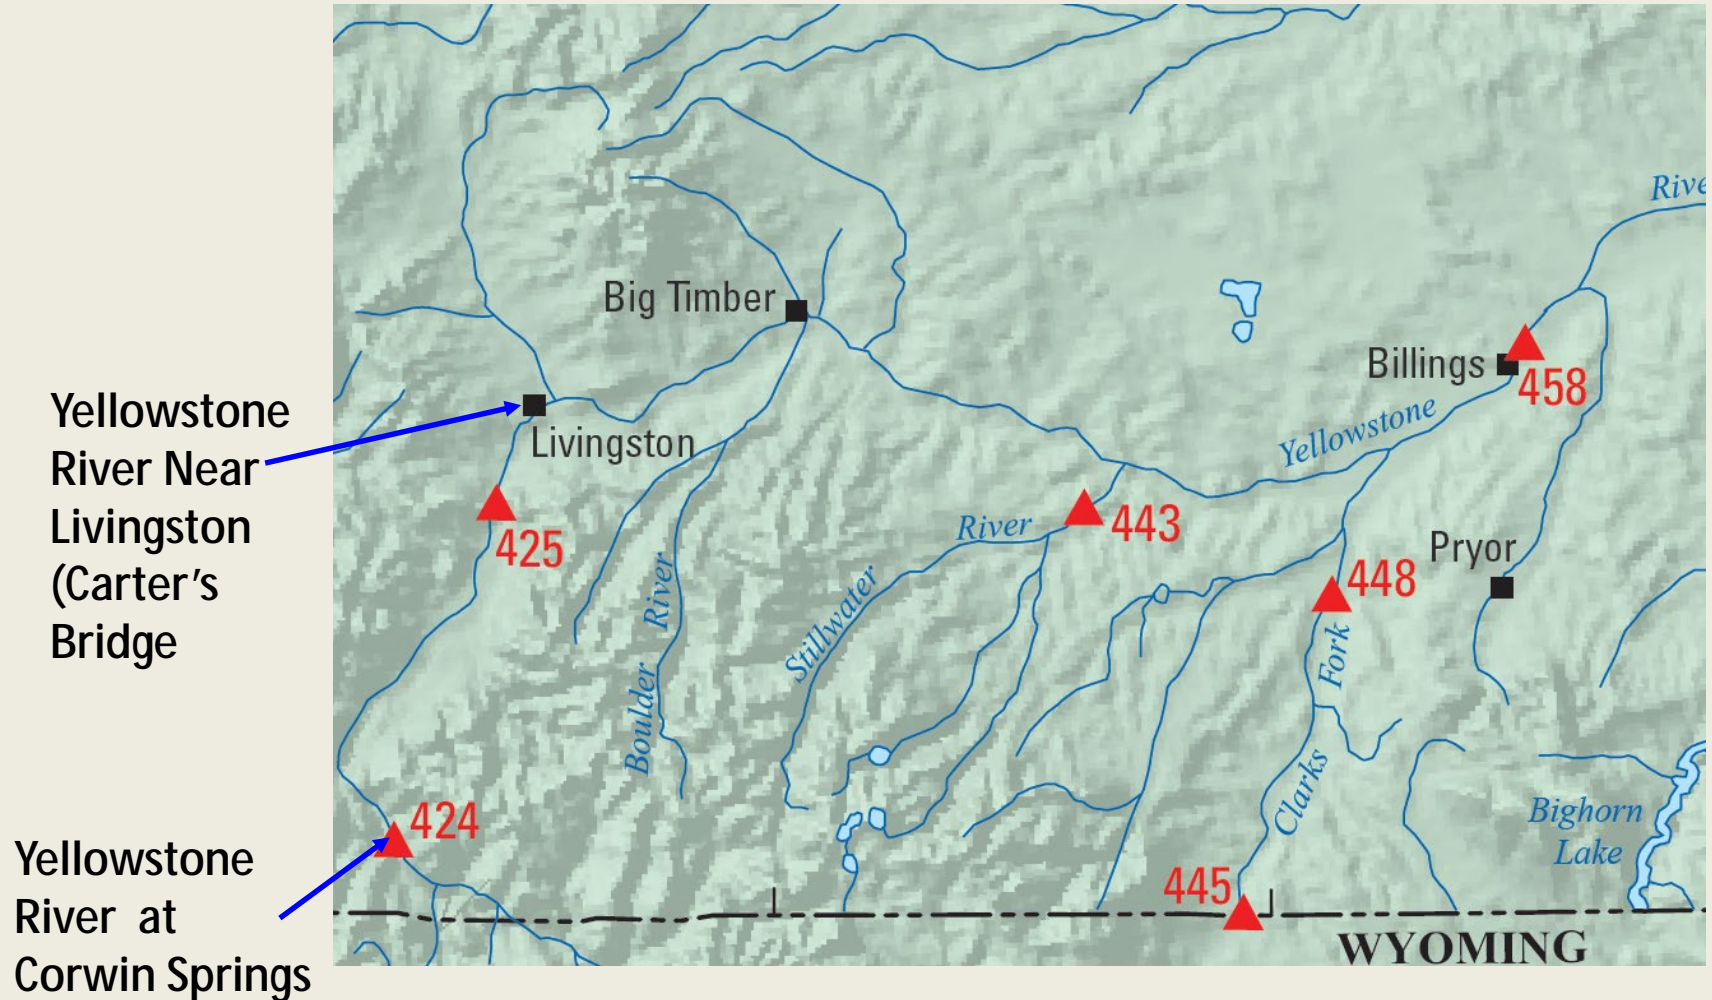 Rive
Big Timber
Billings
458
Yellowstone
Yellowstone
River Near
Livingston
(Carter’s
Bridge
Livingston
River
443
425
Pryor
448
River
Stillwater
Fork
Boulder
Clarks
Bighorn
Lake
424
Yellowstone
River at
Corwin Springs
445
WYOMING